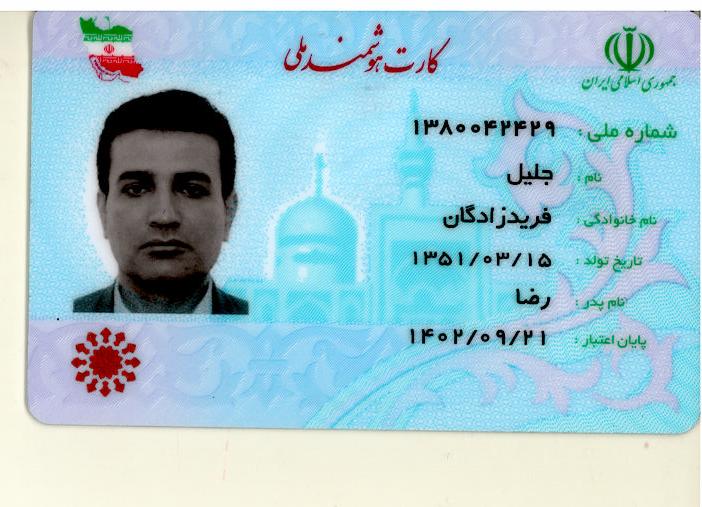 کارت هوشمند ملی
جمهوری اسلامی ایران
شماره ملی : ۱۳۸۰۰۴۲۴۲۹
نام : جلیل
نام خانوادگی : فریدزادگان
تاریخ تولد : ۱۳۵۱/۰۳/۱۵
نام پدر : رضا
پایان اعتبار : ۱۴۰۲/۰۹/۲۱